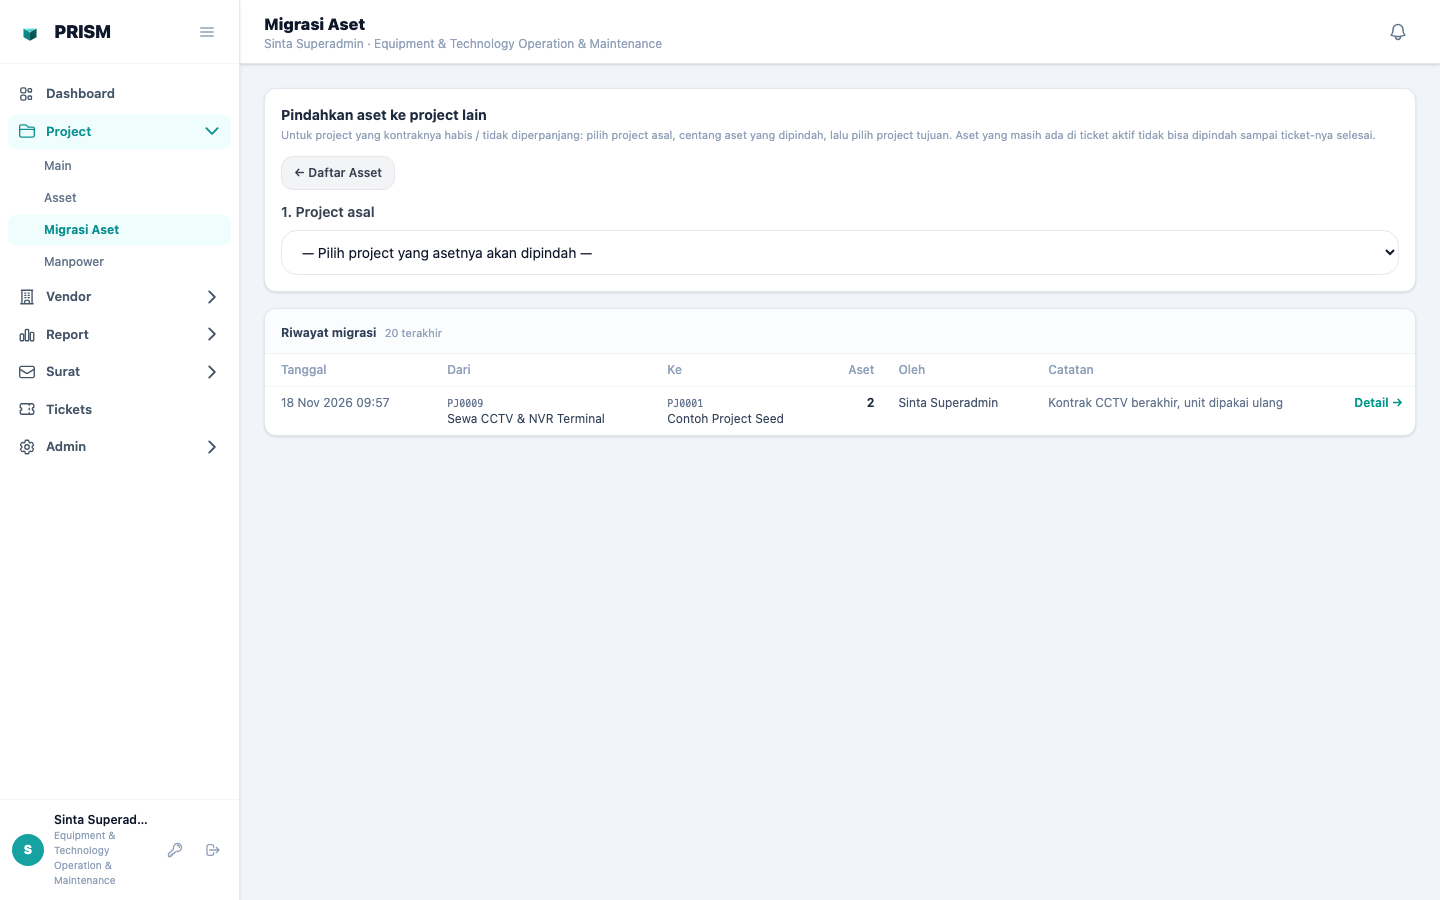 PRISM
Dashboard
Project
Main
Asset
Migrasi Aset
Manpower
Vendor
Report
Surat
Tickets
Admin
S
Sinta Superad...
Equipment &
Technology
Operation &
Maintenance
Migrasi Aset
Sinta Superadmin · Equipment & Technology Operation & Maintenance
Pindahkan aset ke project lain
Untuk project yang kontraknya habis / tidak diperpanjang: pilih project asal, centang aset yang dipindah, lalu pilih project tujuan. Aset yang masih ada di ticket aktif tidak bisa dipindah sampai ticket-nya selesai.
← Daftar Asset
1. Project asal
— Pilih project yang asetnya akan dipindah —
Riwayat migrasi 20 terakhir
Tanggal Dari Ke Aset Oleh Catatan
18 Nov 2026 09:57 PJ0009 PJ0001 2 Sinta Superadmin Kontrak CCTV berakhir, unit dipakai ulang Detail →
Sewa CCTV & NVR Terminal Contoh Project Seed